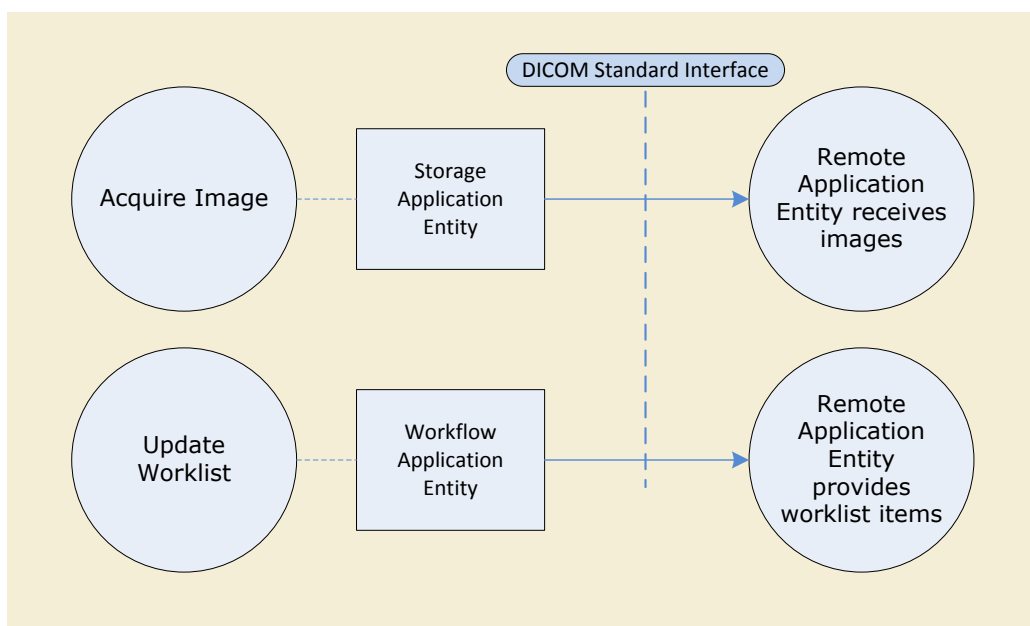 DICOM Standard Interface
Acquire Image
Storage
Application
Entity
Remote
Application
Entity receives
images
Update
Worklist
Workflow
Application
Entity
Remote
Application
Entity
provides
worklist items